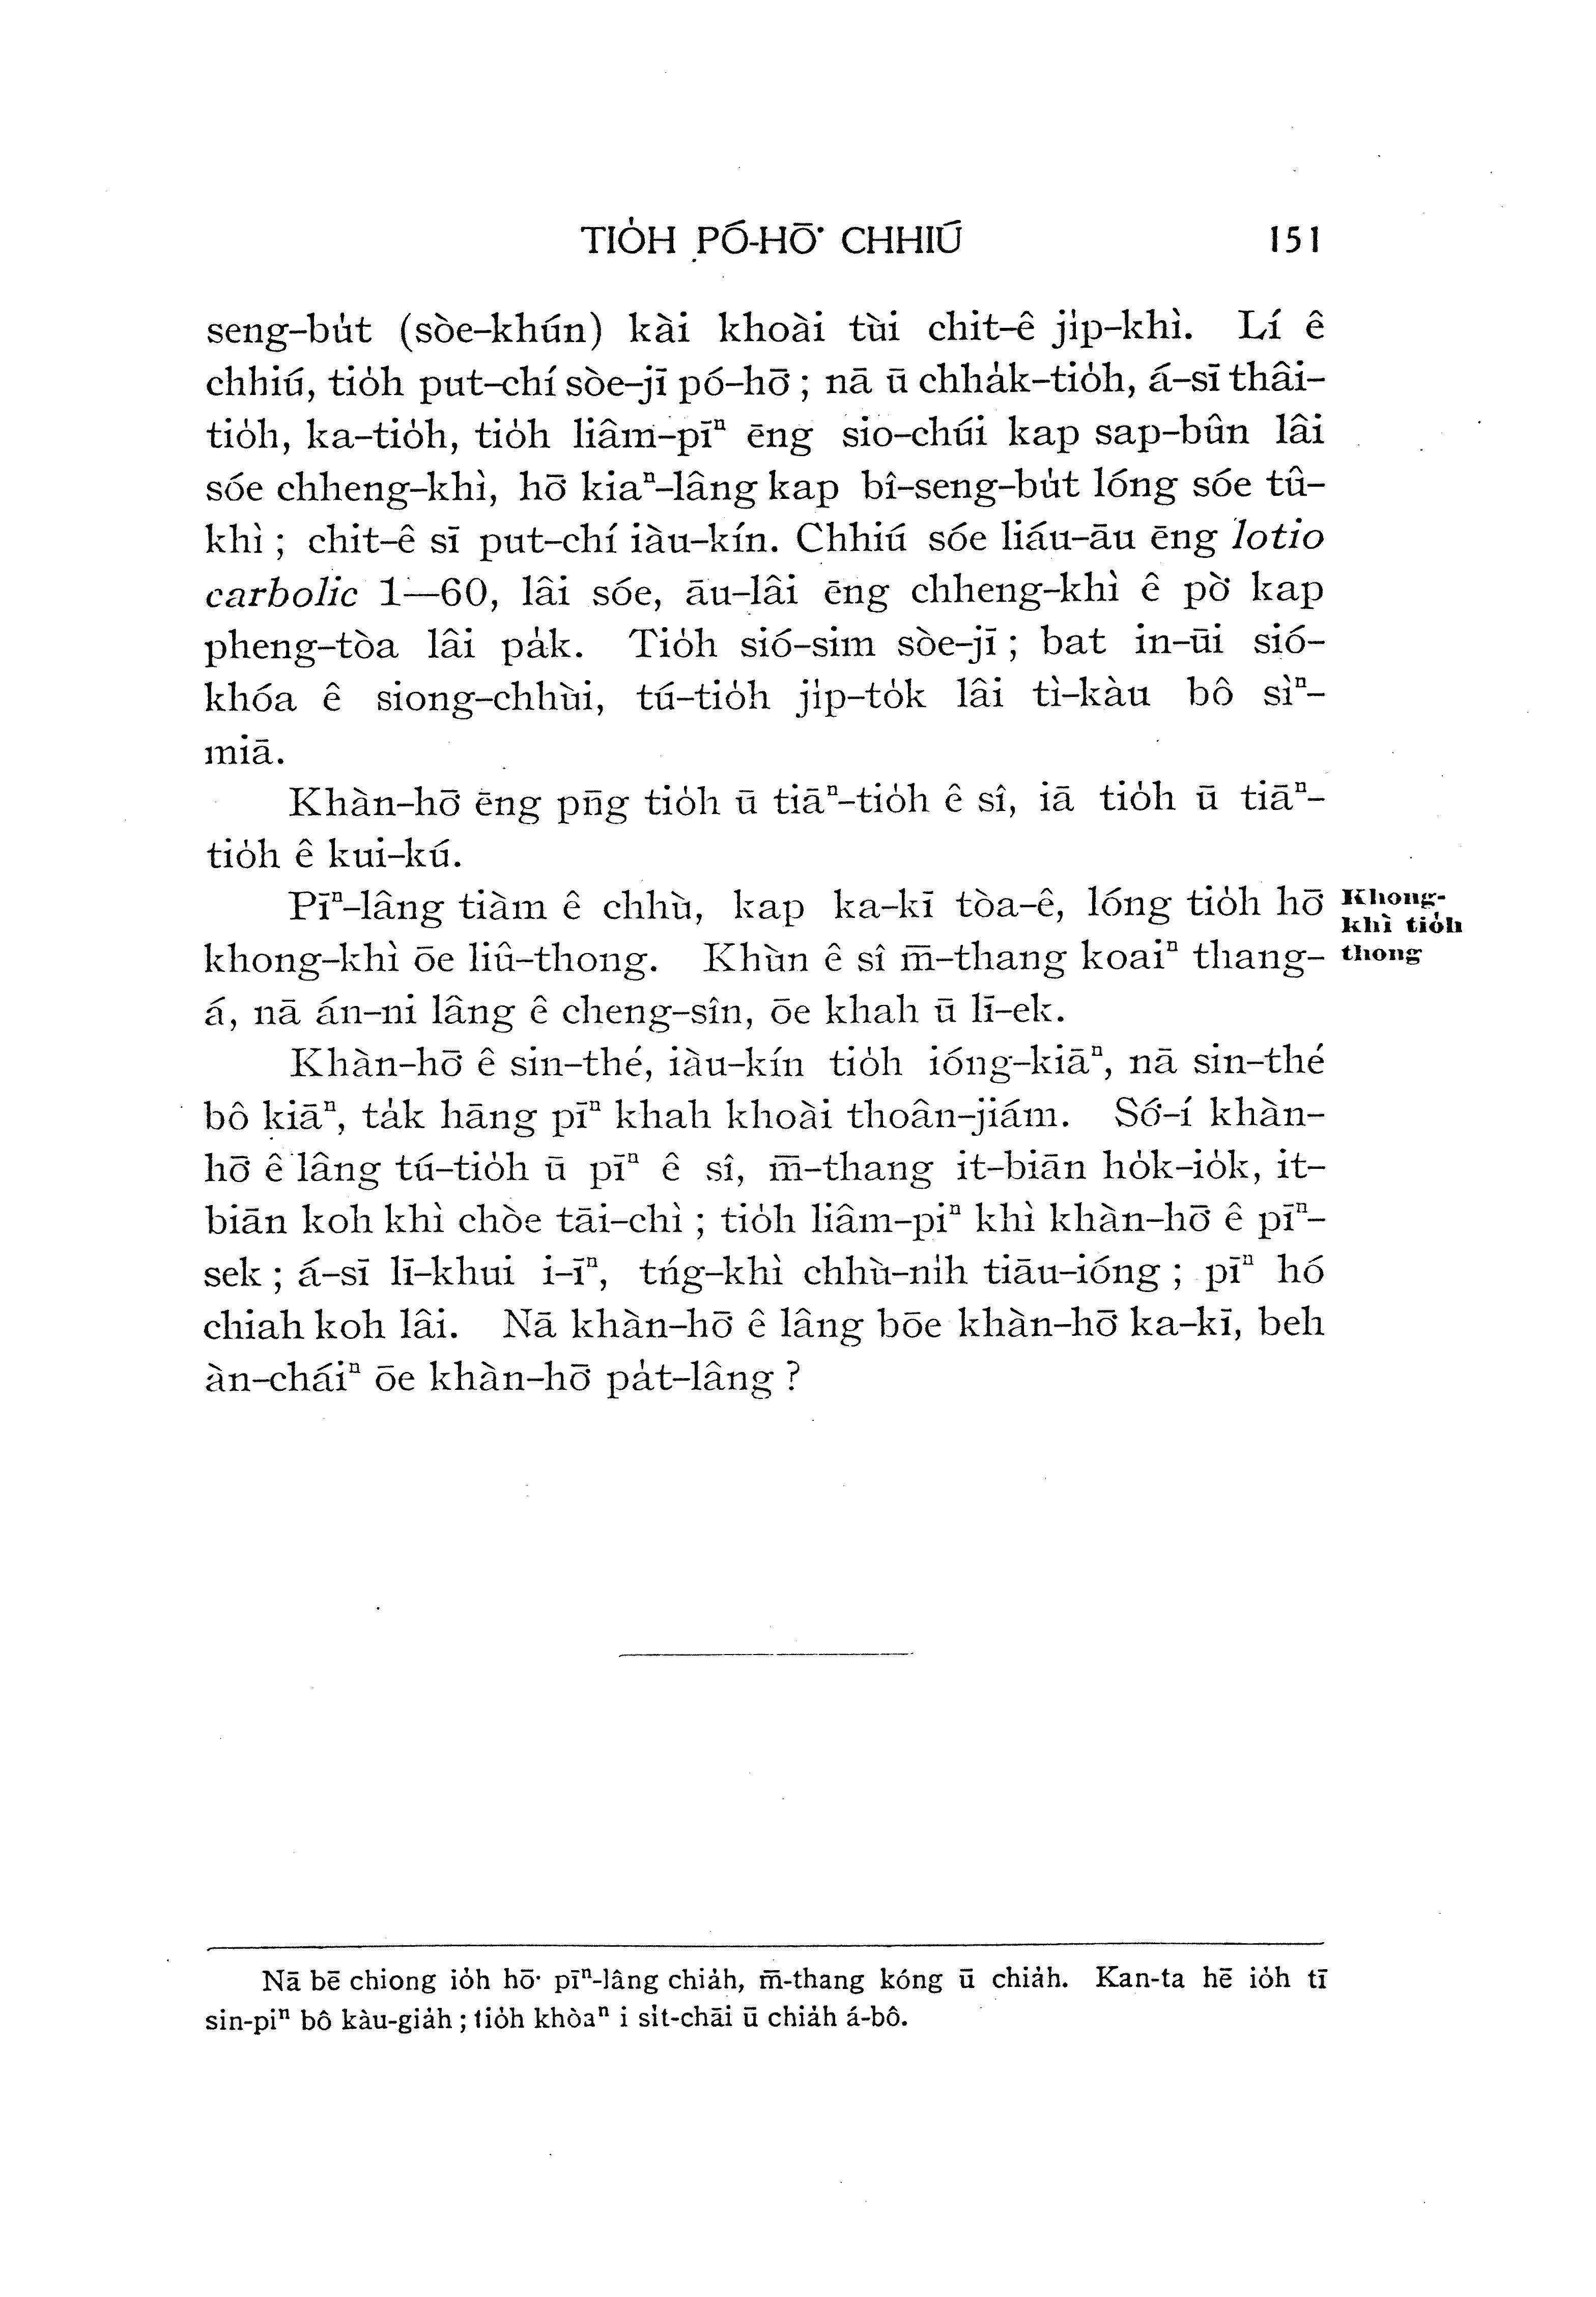 TIO̍H PÓ-HŌ͘ CHHIÚ 151
seng-bu̍t (sòe-khún) kài khoài tùi chit-ê ji̍p-khì. Lí ê
chhiú, tio̍h put-chí sòe-jī pó-hō͘; nā ū chha̍k-tio̍h, á-sī thâi-
tio̍h, ka-tio̍h, tio̍h liâm-pīⁿ ēng sio-chúi kap sap-bûn lâi
sóe chheng-khì, hō͘ kiaⁿ-lâng kap bî-seng-bu̍t lóng sóe tû-
khì; chit-ê sī put-chí iàu-kín. Chhiú sóe liáu-āu ēng lotio
carbolic 1—60, lâi sóe, āu-lâi ēng chheng-khì ê pò͘ kap
pheng-tòa lâi pa̍k. Tio̍h sió-sim sòe-jī; bat in-ūi sió-
khóa ê siong-chhùi, tú-tio̍h ji̍p-to̍k lâi tì-kàu bô sìⁿ-
miā.
Khàn-hō͘ ēng pn̄g tio̍h ū tiāⁿ-tio̍h ê sî, iā tio̍h ū tiāⁿ-
tio̍h ê kui-kú.
Pīⁿ-lâng tiàm ê chhù, kap ka-kī tòa-ê, lóng tio̍h hō͘
Khong-
khì tio̍h
thong
khong-khì ōe liû-thong. Khùn ê sî m̄-thang koaiⁿ thang-
á, nā án-ni lâng ê cheng-sîn, ōe khah ū lī-ek.
Khàn-hō͘ ê sin-thé, iàu-kín tio̍h ióng-kiāⁿ, nā sin-thé
bô kiāⁿ, ta̍k hāng pīⁿ khah khoài thoân-jiám. Só͘-í khàn-
hō͘ ê lâng tú-tio̍h ū pīⁿ ê sî, m̄-thang it-biān ho̍k-io̍k, it-
biān koh khì chòe tāi-chì; tio̍h liâm-piⁿ khì khàn-hō͘ ê pīⁿ-
sek; á-sī lī-khui i-īⁿ, tńg-khì chhù-ni̍h tiāu-ióng; pīⁿ hó
chiah koh lâi. Nā khàn-hō͘ ê lâng bōe khàn-hō͘ ka-kī, beh
àn-cháiⁿ ōe khàn-hō͘ pa̍t-lâng?
Nā bē chiong io̍h hō͘ pīⁿ-lâng chia̍h, m̄-thang kóng ū chia̍h. Kan-ta hē io̍h tī
sin-piⁿ bô kàu-gia̍h; tio̍h khòaⁿ i si̍t-chāi ū chia̍h á-bô.